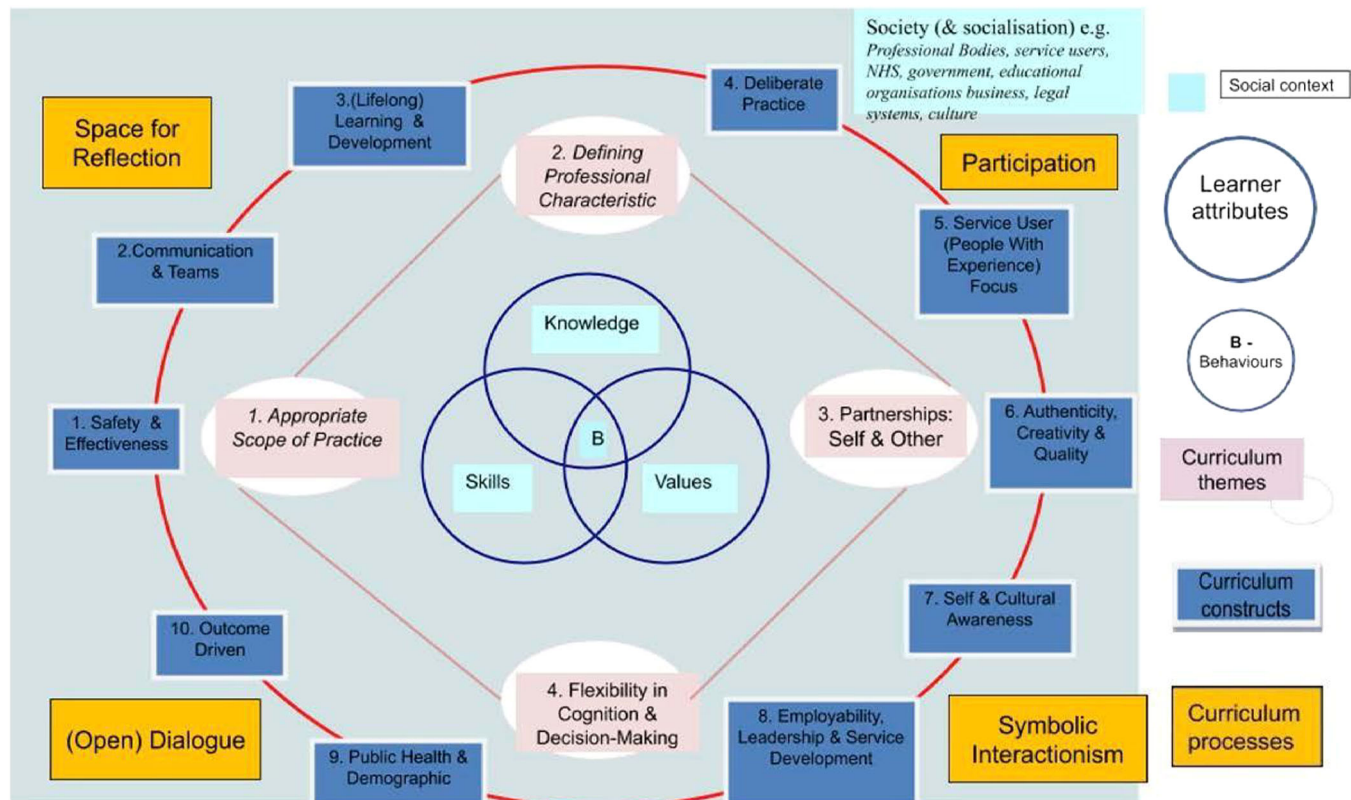 Society (& socialisation) e.g.
Professional Bodies, service users,
NHS, government, educational
organisations business, legal
systems, culture
Social context
3.(Lifelong)
Learning &
Development
4. Deliberate
Practice
Space for
Reflection
2. Defining
Professional
Characteristic
Participation
Learner
attributes
2.Communication
& Teams
5. Service User
(People With
Experience)
Focus
Knowledge
B -
Behaviours
1. Safety &
Effectiveness
1. Appropriate
Scope of Practice
B
3. Partnerships:
Self & Other
6. Authenticity,
Creativity &
Quality
Skills
Values
Curriculum
themes
10. Outcome
Driven
7. Self & Cultural
Awareness
Curriculum
constructs
(Open) Dialogue
9. Public Health &
Demographic
4. Flexibility in
Cognition &
Decision-Making
8. Employability,
Leadership & Service
Development
Symbolic
Interactionism
Curriculum
processes